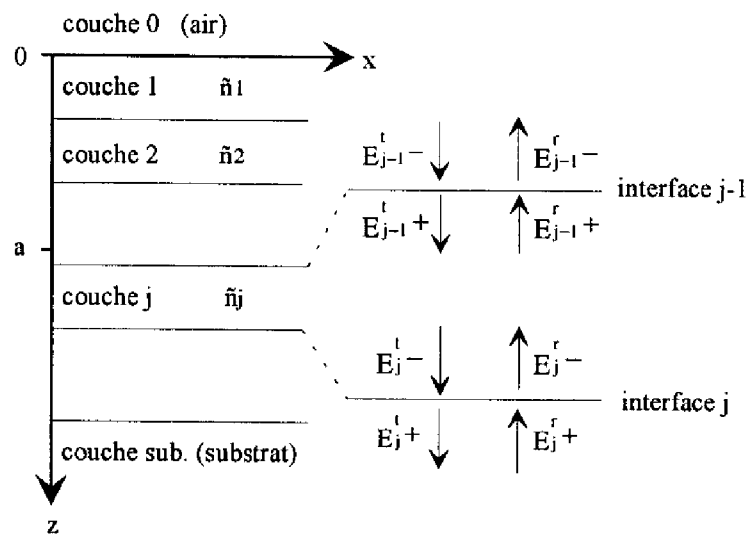 couche 0 (air)
0
x
couche 1 ñ1
couche 2 ñ2
a
couche j ñj
couche sub. (substrat)
z
E^t_{j-1}−
E^r_{j-1}−
interface j-1
E^t_{j-1}+
E^r_{j-1}+
E^t_j−
E^r_j−
interface j
E^t_j+
E^r_j+